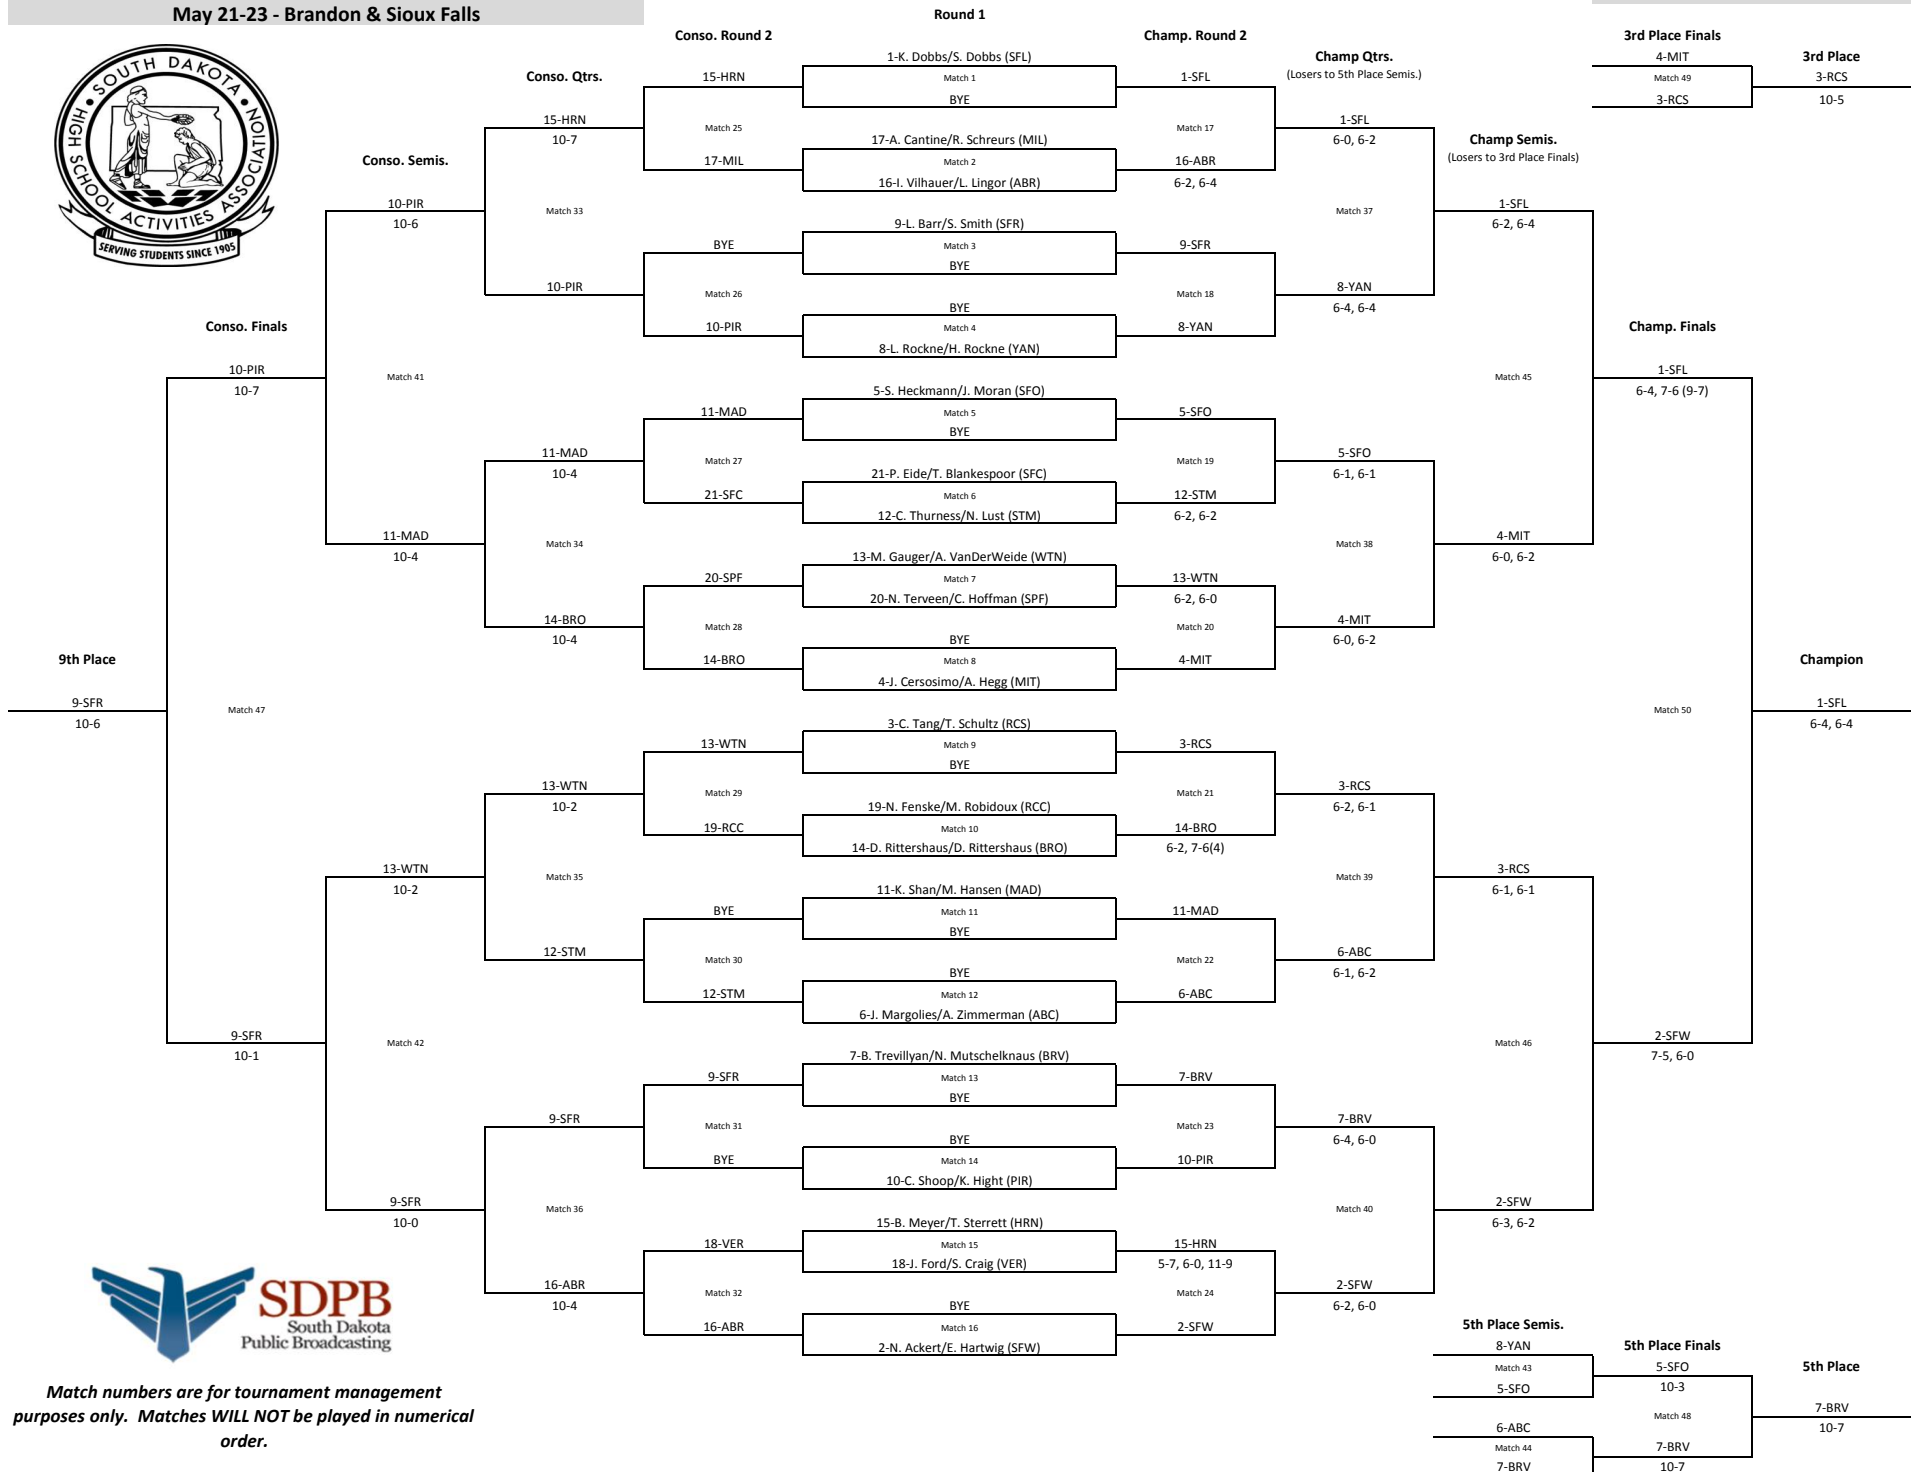 May 21-23 - Brandon & Sioux Falls
SOUTH DAKOTA
HIGH SCHOOL ACTIVITIES ASSOCIATION
SERVING STUDENTS SINCE 1905
9th Place
9-SFR
10-6
Match 47
Conso. Finals
10-PIR
10-7
9-SFR
10-1
Conso. Semis.
10-PIR
10-6
Match 41
11-MAD
10-4
13-WTN
10-2
Match 42
9-SFR
10-0
Conso. Qtrs.
15-HRN
10-7
Match 33
10-PIR
11-MAD
10-4
Match 34
14-BRO
10-4
13-WTN
10-2
Match 35
12-STM
9-SFR
Match 36
16-ABR
10-4
Conso. Round 2
15-HRN
Match 25
17-MIL
BYE
Match 26
10-PIR
11-MAD
Match 27
21-SFC
20-SPF
Match 28
14-BRO
13-WTN
Match 29
19-RCC
BYE
Match 30
12-STM
9-SFR
Match 31
BYE
18-VER
Match 32
16-ABR
Round 1
1-K. Dobbs/S. Dobbs (SFL)
Match 1
BYE
17-A. Cantine/R. Schreurs (MIL)
Match 2
16-I. Vilhauer/L. Lingor (ABR)
9-L. Barr/S. Smith (SFR)
Match 3
BYE
BYE
Match 4
8-L. Rockne/H. Rockne (YAN)
5-S. Heckmann/J. Moran (SFO)
Match 5
BYE
21-P. Eide/T. Blankespoor (SFC)
Match 6
12-C. Thurness/N. Lust (STM)
13-M. Gauger/A. VanDerWeide (WTN)
Match 7
20-N. Terveen/C. Hoffman (SPF)
BYE
Match 8
4-J. Cersosimo/A. Hegg (MIT)
3-C. Tang/T. Schultz (RCS)
Match 9
BYE
19-N. Fenske/M. Robidoux (RCC)
Match 10
14-D. Rittershaus/D. Rittershaus (BRO)
11-K. Shan/M. Hansen (MAD)
Match 11
BYE
BYE
Match 12
6-J. Margolies/A. Zimmerman (ABC)
7-B. Trevillyan/N. Mutschelknaus (BRV)
Match 13
BYE
BYE
Match 14
10-C. Shoop/K. Hight (PIR)
15-B. Meyer/T. Sterrett (HRN)
Match 15
18-J. Ford/S. Craig (VER)
BYE
Match 16
2-N. Ackert/E. Hartwig (SFW)
Champ. Round 2
1-SFL
Match 17
16-ABR
6-2, 6-4
9-SFR
Match 18
8-YAN
5-SFO
Match 19
12-STM
6-2, 6-2
13-WTN
6-2, 6-0
Match 20
4-MIT
3-RCS
Match 21
14-BRO
6-2, 7-6(4)
11-MAD
Match 22
6-ABC
7-BRV
Match 23
10-PIR
15-HRN
5-7, 6-0, 11-9
Match 24
2-SFW
Champ Qtrs.
(Losers to 5th Place Semis.)
1-SFL
6-0, 6-2
Match 37
8-YAN
6-4, 6-4
5-SFO
6-1, 6-1
Match 38
4-MIT
6-0, 6-2
3-RCS
6-2, 6-1
Match 39
6-ABC
6-1, 6-2
7-BRV
6-4, 6-0
Match 40
2-SFW
6-2, 6-0
Champ Semis.
(Losers to 3rd Place Finals)
1-SFL
6-2, 6-4
Match 45
4-MIT
6-0, 6-2
3-RCS
6-1, 6-1
Match 46
2-SFW
6-3, 6-2
Champ. Finals
1-SFL
6-4, 7-6 (9-7)
Match 50
2-SFW
7-5, 6-0
Champion
1-SFL
6-4, 6-4
3rd Place Finals
4-MIT
Match 49
3-RCS
3rd Place
3-RCS
10-5
5th Place Semis.
8-YAN
Match 43
5-SFO
6-ABC
Match 44
7-BRV
5th Place Finals
5-SFO
10-3
Match 48
7-BRV
10-7
5th Place
7-BRV
10-7
SDPB
South Dakota
Public Broadcasting
Match numbers are for tournament management
purposes only. Matches WILL NOT be played in numerical
order.